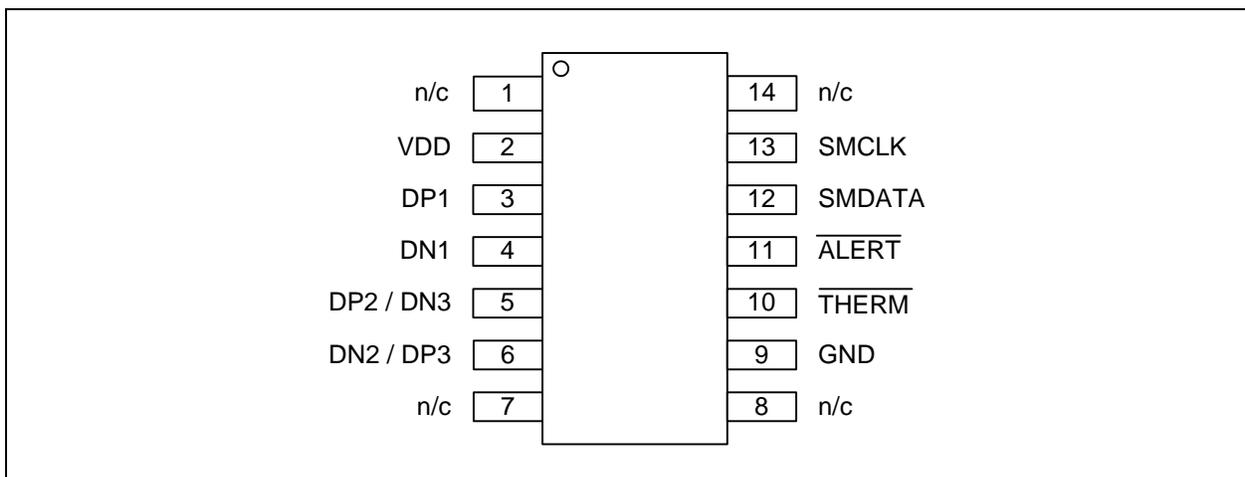 n/c 1 14 n/c
VDD 2 13 SMCLK
DP1 3 12 SMDATA
DN1 4 11 ALERT
DP2 / DN3 5 10 THERM
DN2 / DP3 6 9 GND
n/c 7 8 n/c